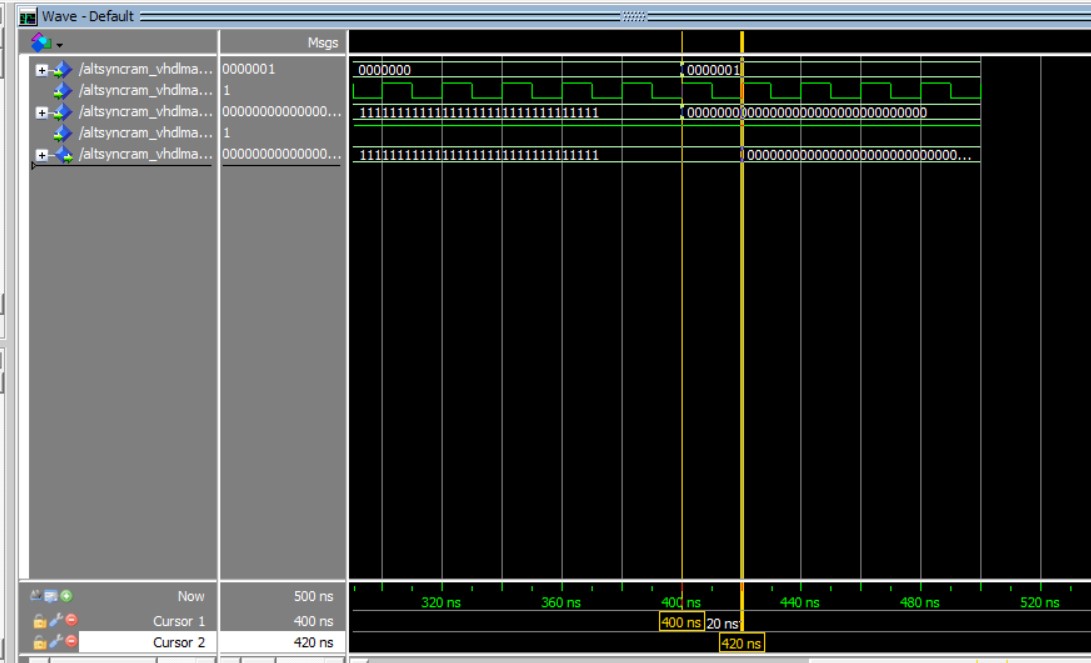 Wave - Default
Msgs
/altsyncram_vhdlma... 0000001 0000000 0000001
/altsyncram_vhdlma... 1
/altsyncram_vhdlma... 00000000000000... 11111111111111111111111111111111 00000000000000000000000000000000
/altsyncram_vhdlma... 1
/altsyncram_vhdlma... 00000000000000... 11111111111111111111111111111111 000000000000000000000000000000...
Now 500 ns 320 ns 360 ns 400 ns 440 ns 480 ns 520 ns
Cursor 1 400 ns 400 ns 20 ns
Cursor 2 420 ns 420 ns